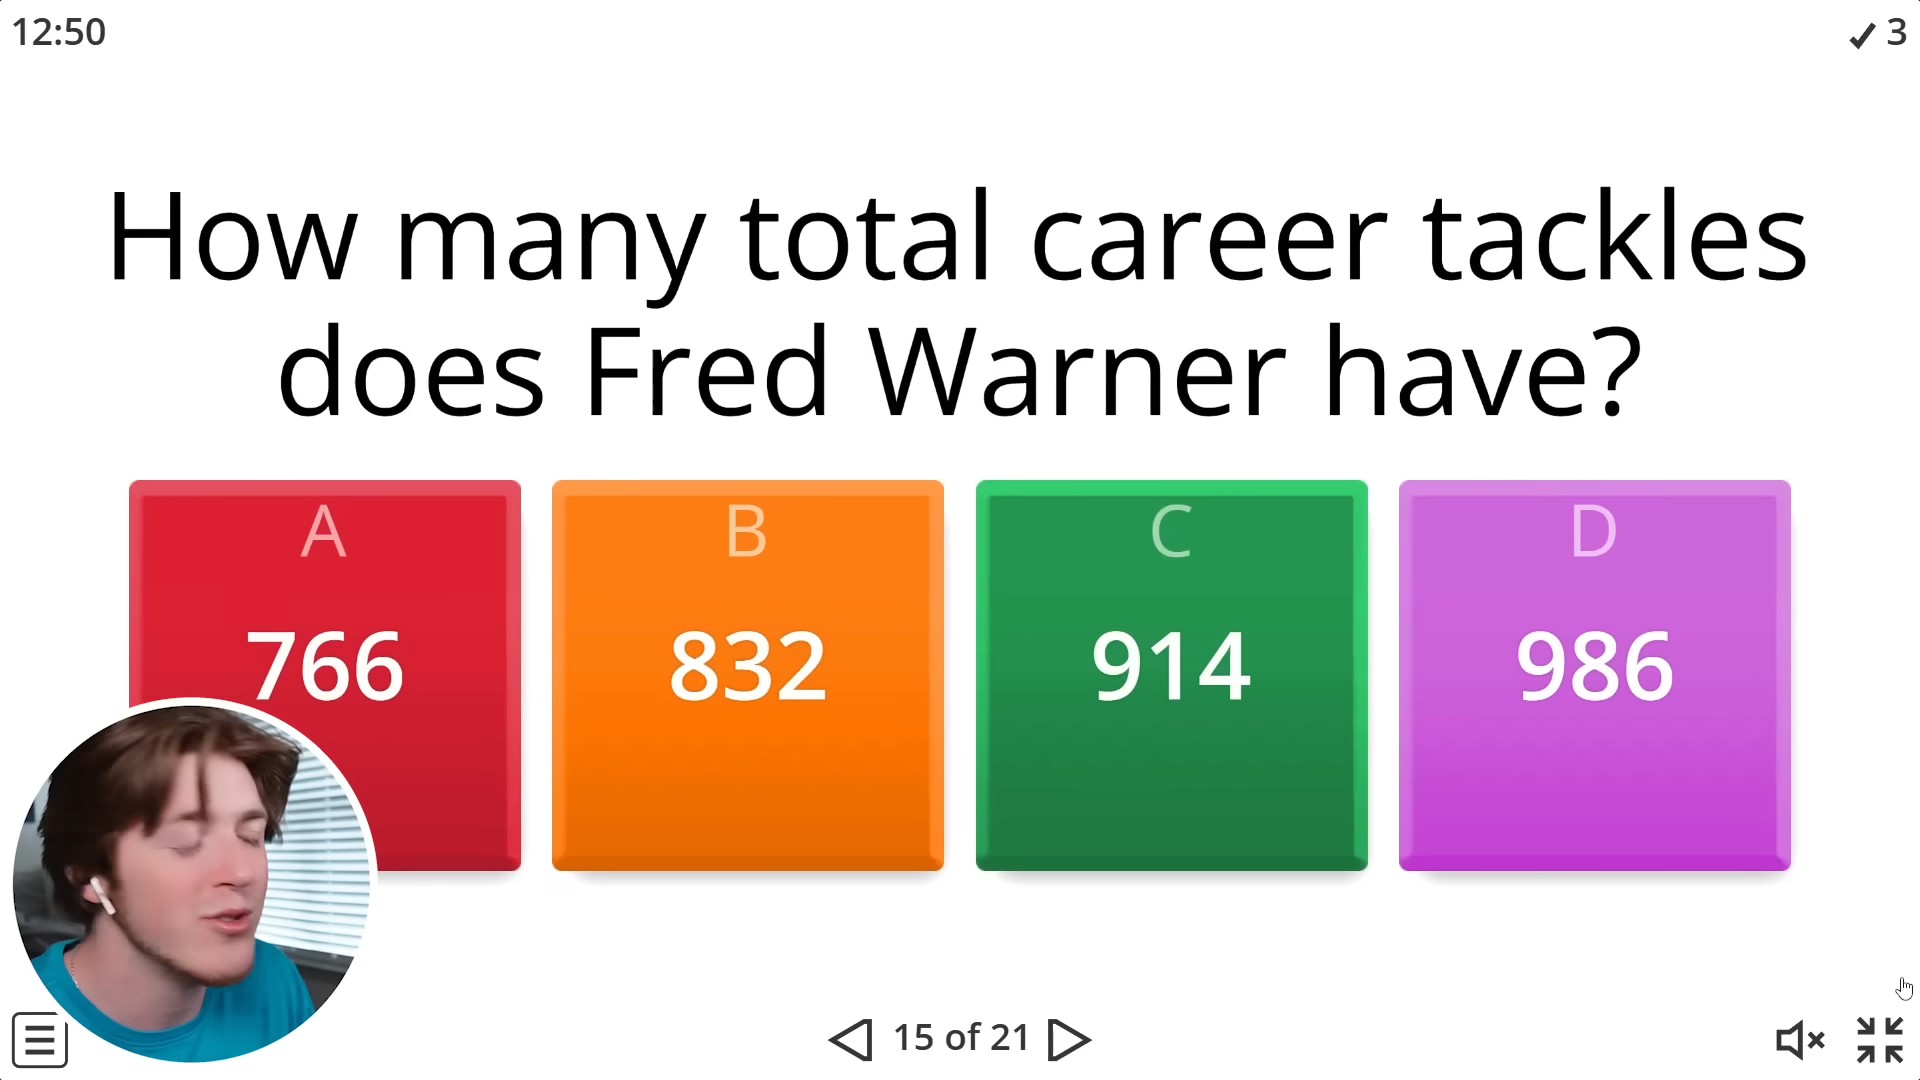 12:50
✓ 3
How many total career tackles
does Fred Warner have?
A
B
C
D
766
832
914
986
15 of 21